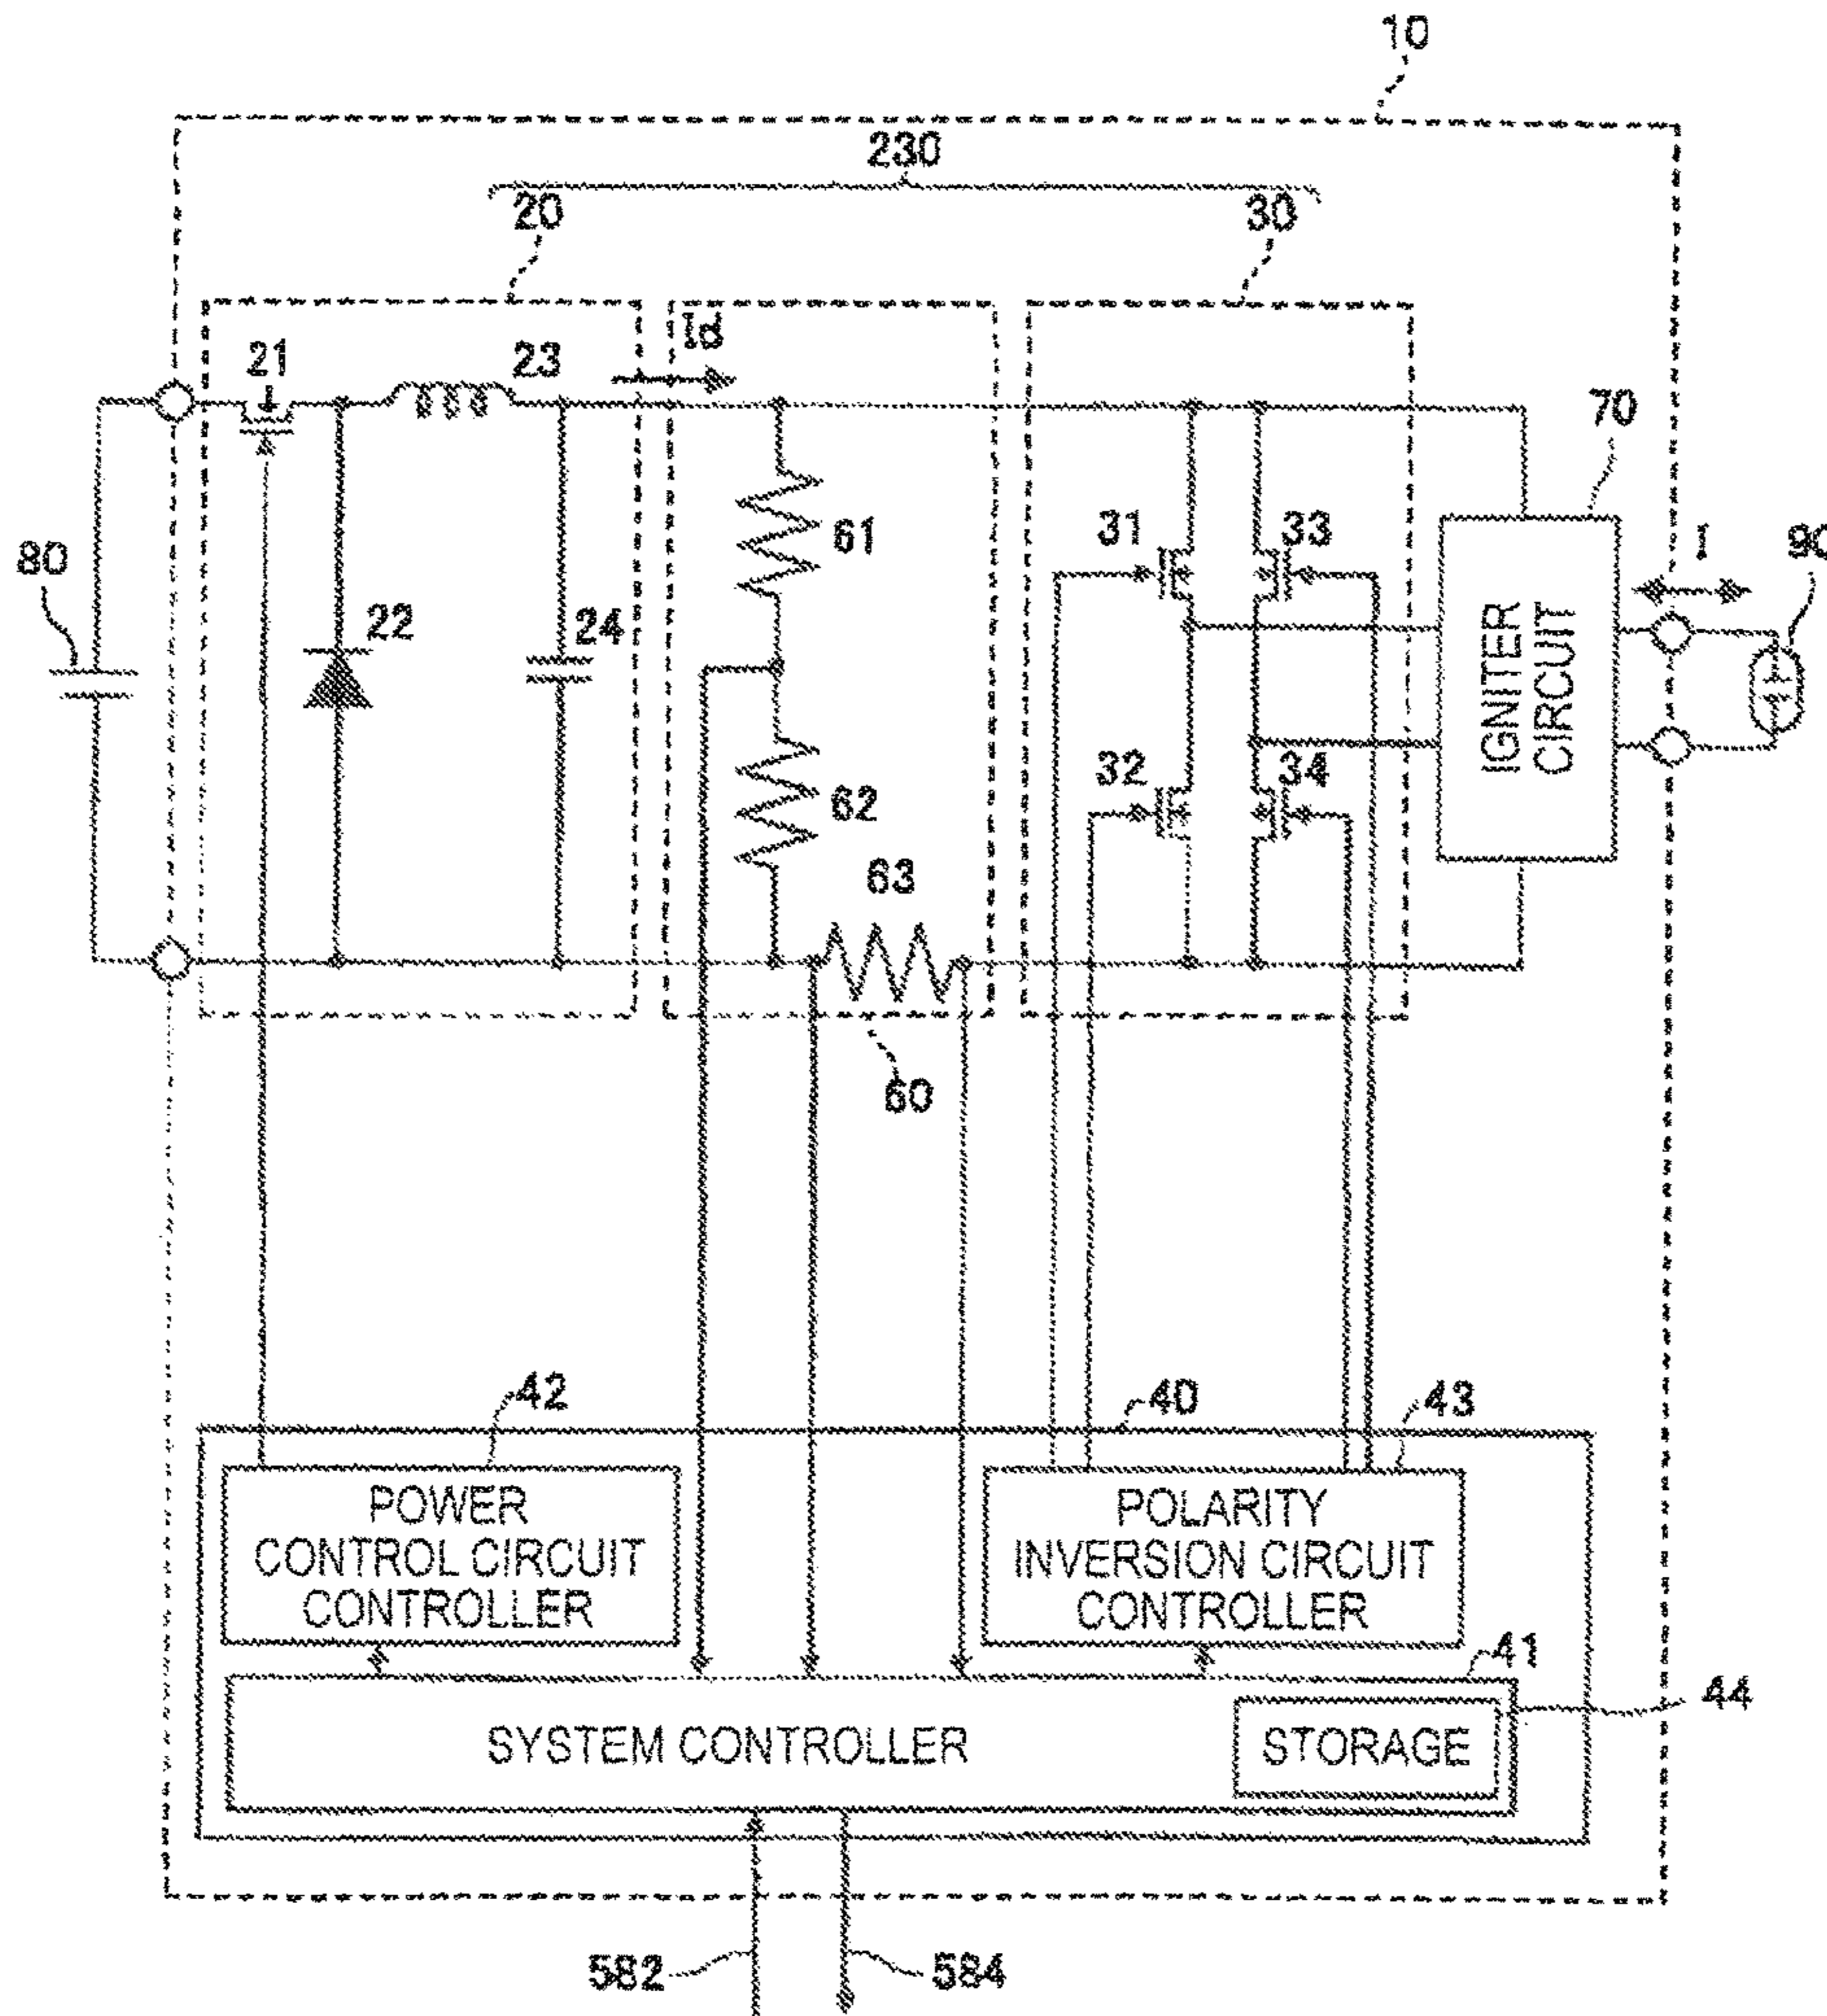 10
230
20
30
Id
21
23
70
61
31
33
I
90
80
22
24
IGNITER
CIRCUIT
32
34
62
63
60
42
40
43
POWER
CONTROL CIRCUIT
CONTROLLER
POLARITY
INVERSION CIRCUIT
CONTROLLER
41
44
SYSTEM CONTROLLER
STORAGE
582
584